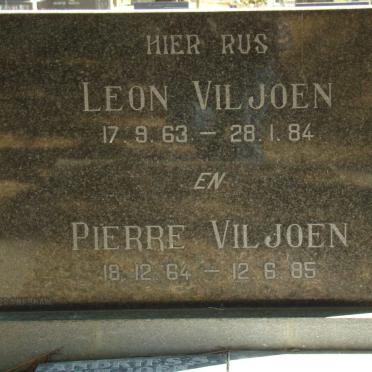 HIER RUS
LEON VILJOEN
17.9.63 – 28.1.84
EN
PIERRE VILJOEN
18.12.64 – 12.6.85